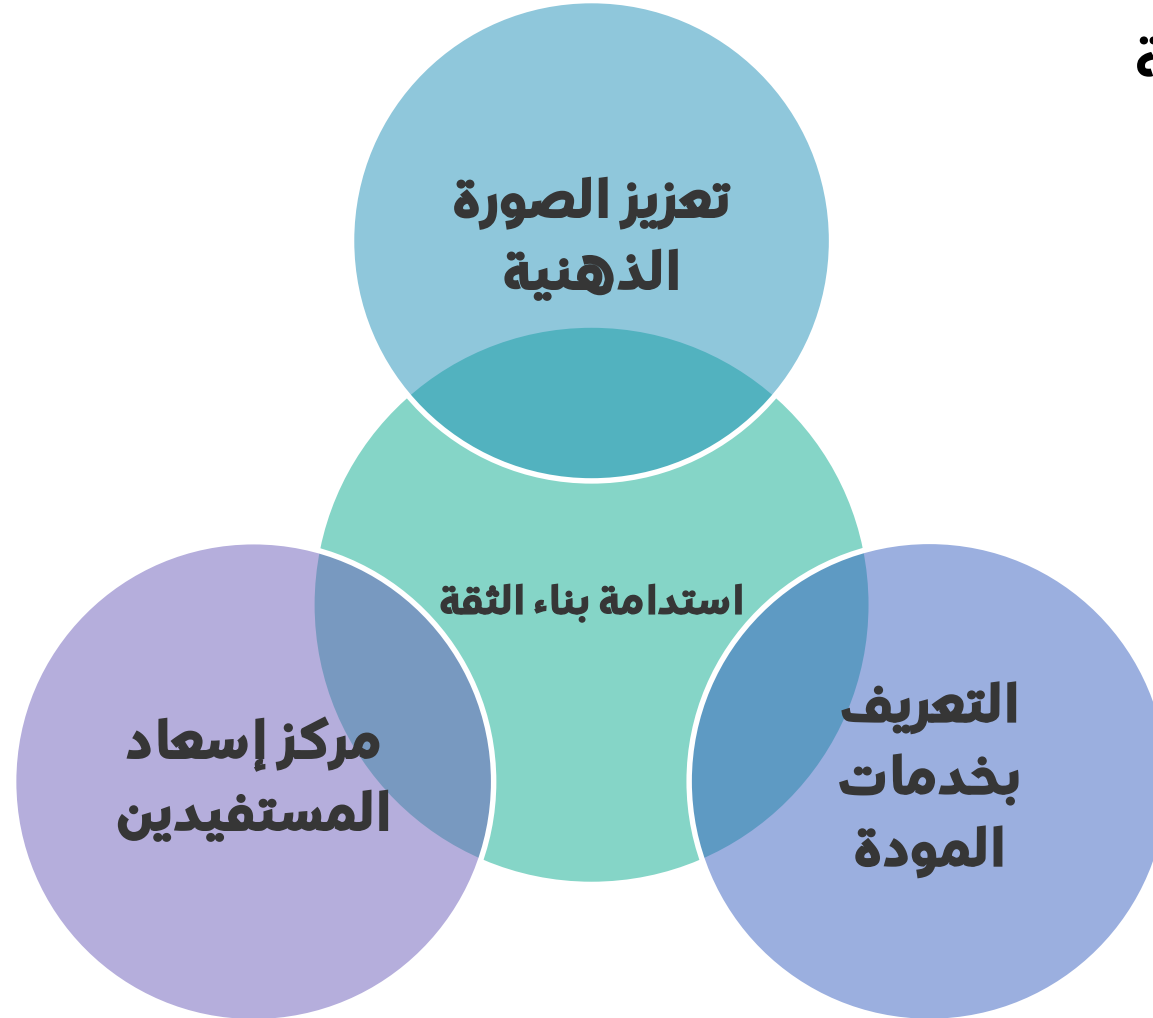 تعزيز الصورة
الذهنية
استدامة بناء الثقة
التعريف
بخدمات
المودة
مركز إسعاد
المستفيدين